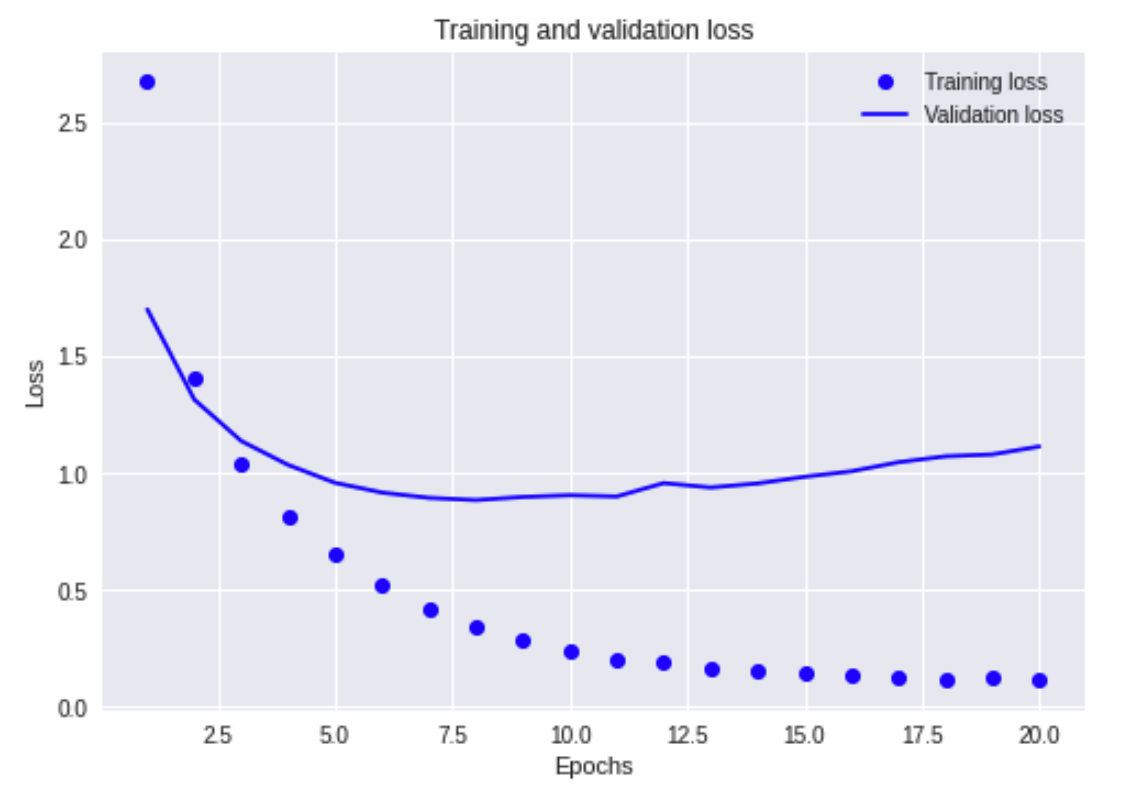 Training and validation loss
Training loss
Validation loss
2.5
2.0
1.5
1.0
0.5
0.0
Loss
2.5 5.0 7.5 10.0 12.5 15.0 17.5 20.0
Epochs